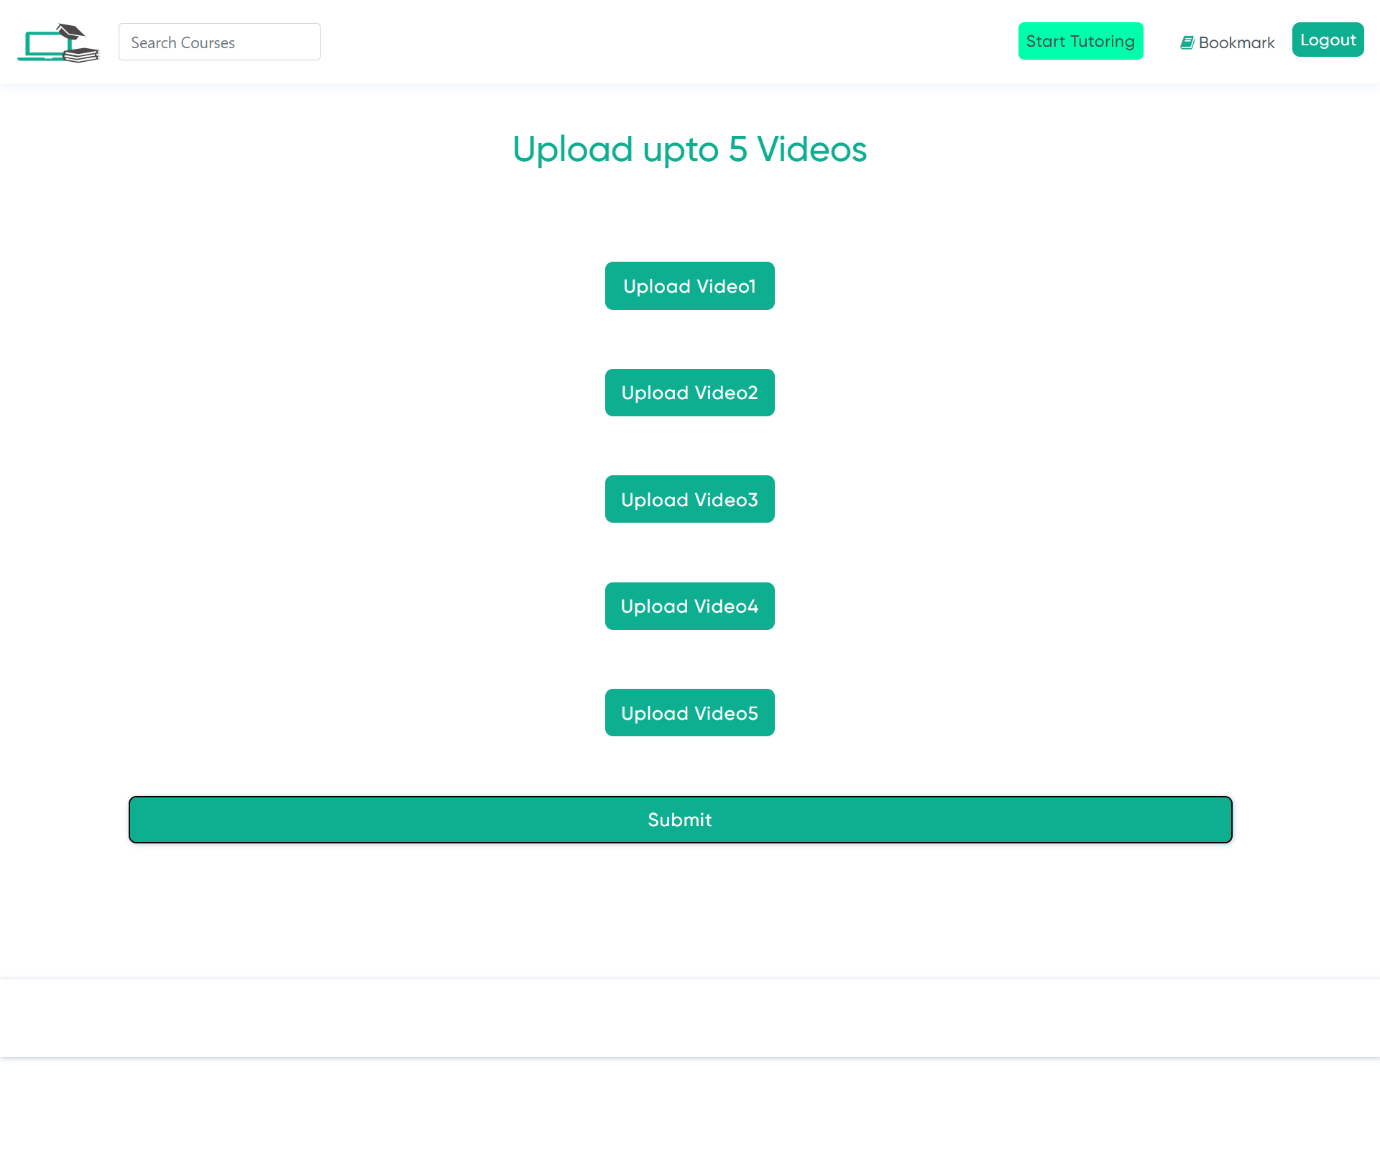 Search Courses
Start Tutoring
Bookmark
Logout
Upload upto 5 Videos
Upload Video1
Upload Video2
Upload Video3
Upload Video4
Upload Video5
Submit